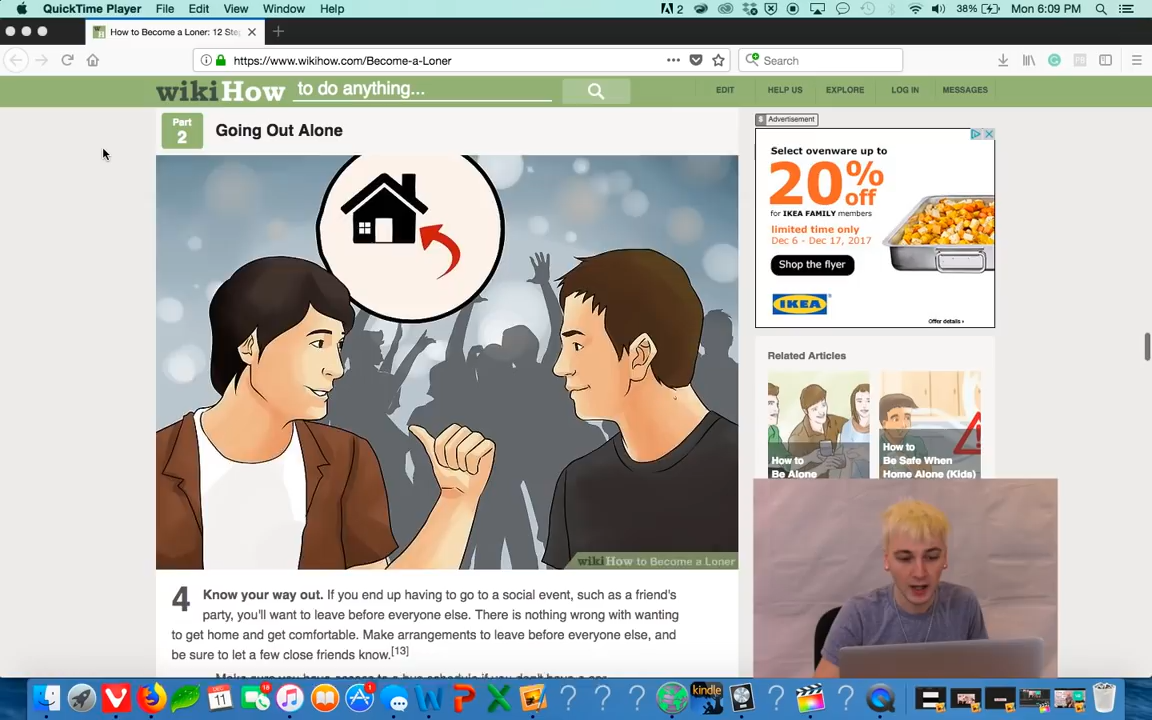 QuickTime Player File Edit View Window Help
2
38%
Mon 6:09 PM
How to Become a Loner: 12 Ste
https://www.wikihow.com/Become-a-Loner
Search
wikiHow to do anything...
EDIT
HELP US
EXPLORE
LOG IN
MESSAGES
Part
2
Going Out Alone
wikiHow to Become a Loner
4
Know your way out. If you end up having to go to a social event, such as a friend's
party, you'll want to leave before everyone else. There is nothing wrong with wanting
to get home and get comfortable. Make arrangements to leave before everyone else, and
be sure to let a few close friends know.[13]
$ Advertisement
Select ovenware up to
20%
off
for IKEA FAMILY members
limited time only
Dec 6 - Dec 17, 2017
Shop the flyer
IKEA
Offer details
Related Articles
How to
Be Alone
How to
Be Safe When
Home Alone (Kids)
DEC
11
kindle